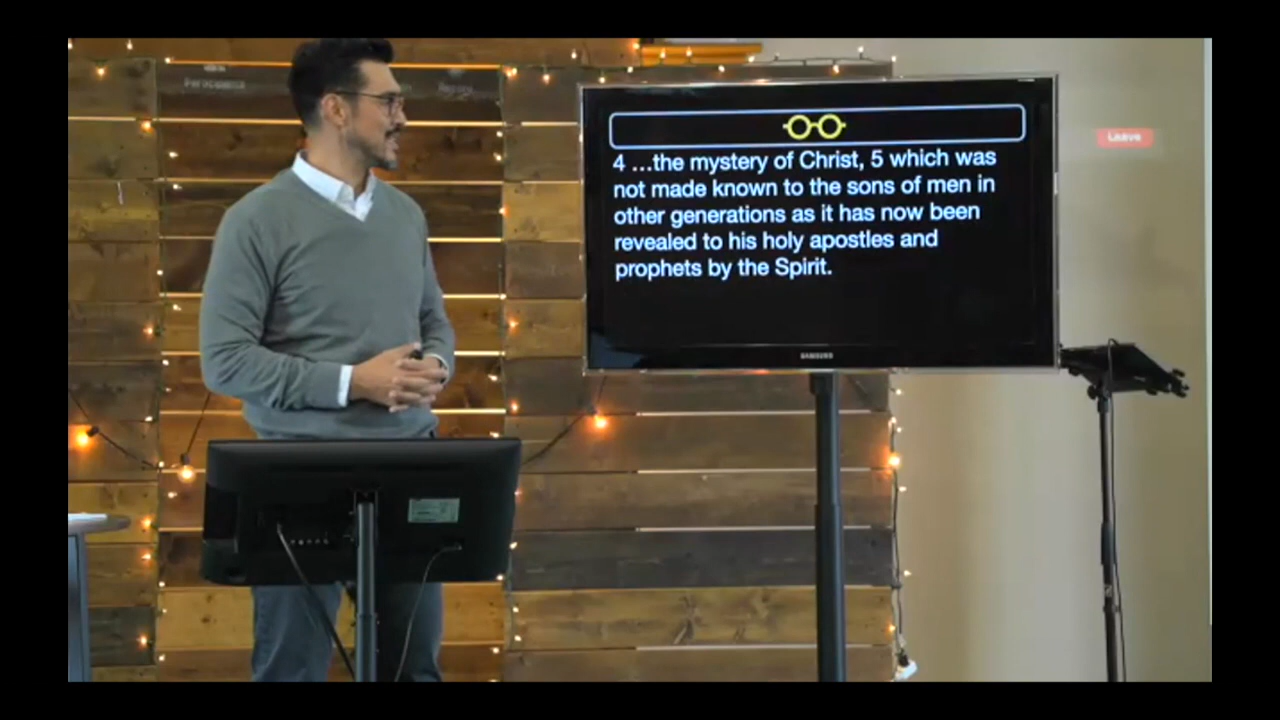 Leave
4 ...the mystery of Christ, 5 which was
not made known to the sons of men in
other generations as it has now been
revealed to his holy apostles and
prophets by the Spirit.
SAMSUNG